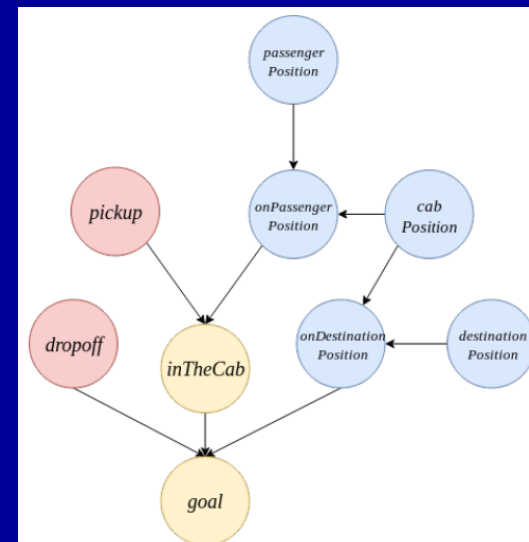 passenger
Position
pickup
onPassenger
Position
cab
Position
dropoff
inTheCab
onDestination
Position
destination
Position
goal